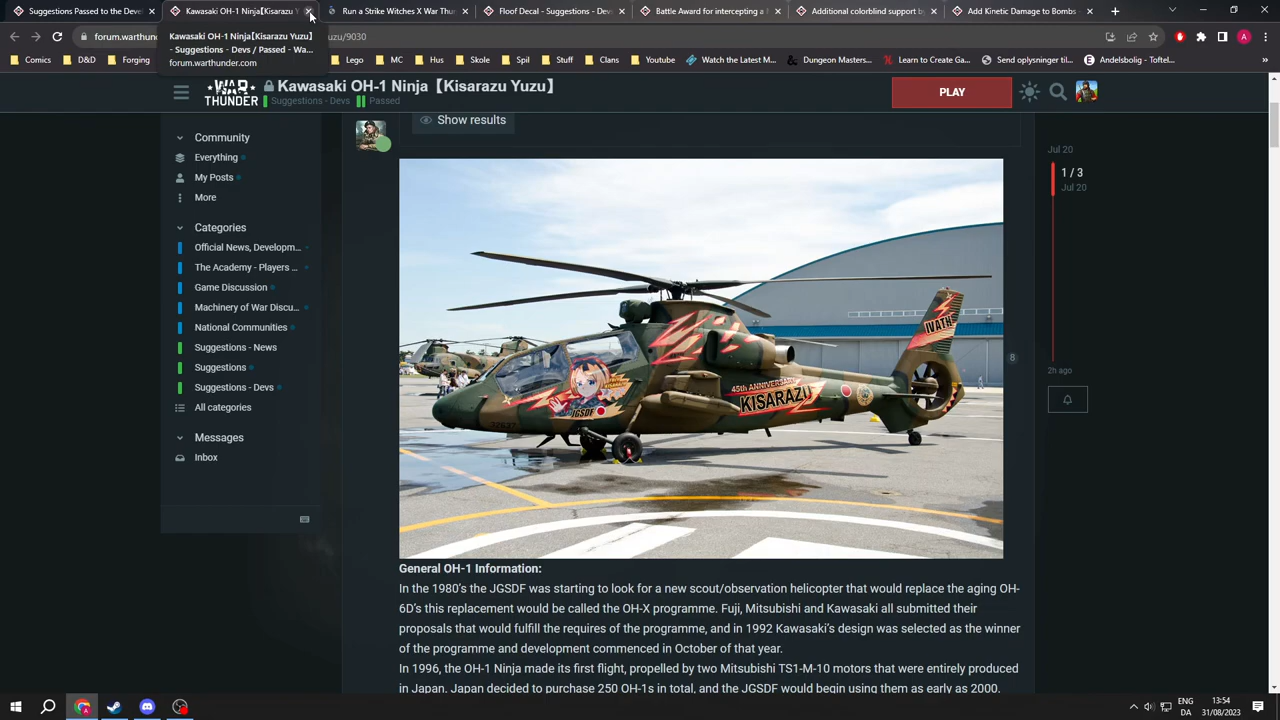 Suggestions Passed to the Deve
Kawasaki OH-1 Ninja【Kisarazu Y
Run a Strike Witches X War Thu
Floof Decal - Suggestions - Dev
Battle Award for intercepting a
Additional colorblind support b
Add Kinetic Damage to Bombs
forum.warthun
zu-yuzu/9030
Comics
D&D
Forging
Lego
MC
Hus
Skole
Spil
Clans
Youtube
Watch the Latest M...
Dungeon Masters...
Learn to Create Ga...
Send oplysninger til...
Andelsbolig - Toftel...
Kawasaki OH-1 Ninja【Kisarazu Yuzu】
- Suggestions - Devs / Passed - Wa...
forum.warthunder.com
WAR
THUNDER
Kawasaki OH-1 Ninja【Kisarazu Yuzu】
Suggestions - Devs
Passed
PLAY
A
Community
Everything
My Posts
More
Categories
Official News, Developm...
The Academy - Players ...
Game Discussion
Machinery of War Discu...
National Communities
Suggestions - News
Suggestions
Suggestions - Devs
All categories
Messages
Inbox
Show results
IVATH
45th ANNIVERSARY
KISARAZU
JGSDF
General OH-1 Information:
In the 1980's the JGSDF was starting to look for a new scout/observation helicopter that would replace the aging OH-
6D's this replacement would be called the OH-X programme. Fuji, Mitsubishi and Kawasaki all submitted their
proposals that would fulfill the requires of the programme, and in 1992 Kawasaki's design was selected as the winner
of the programme and development commenced in October of that year.
In 1996, the OH-1 Ninja made its first flight, propelled by two Mitsubishi TS1-M-10 motors that were entirely produced
in Japan. Japan decided to purchase 250 OH-1s in total, and the JGSDF would begin using them as early as 2000.
Jul 20
1 / 3
Jul 20
8
2h ago
ENG
DA
13:54
31/08/2023